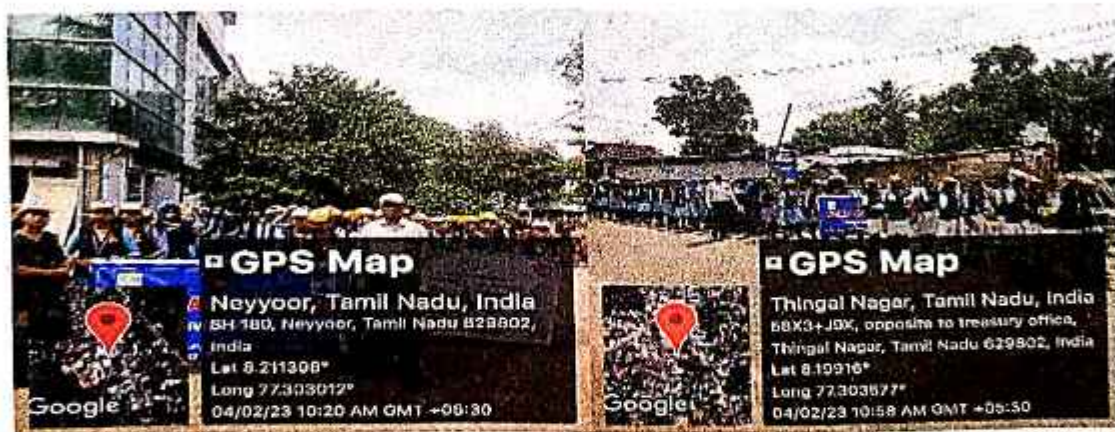 GPS Map
Neyyoor, Tamil Nadu, India
SH 180, Neyyoor, Tamil Nadu 629802,
India
Lat 8.211308°
Long 77.303012°
04/02/23 10:20 AM GMT +05:30
Google
GPS Map
Thingal Nagar, Tamil Nadu, India
68X3+J9X, opposite to treasury office,
Thingal Nagar, Tamil Nadu 629802, India
Lat 8.19916°
Long 77.303577°
04/02/23 10:58 AM GMT +05:30
Google